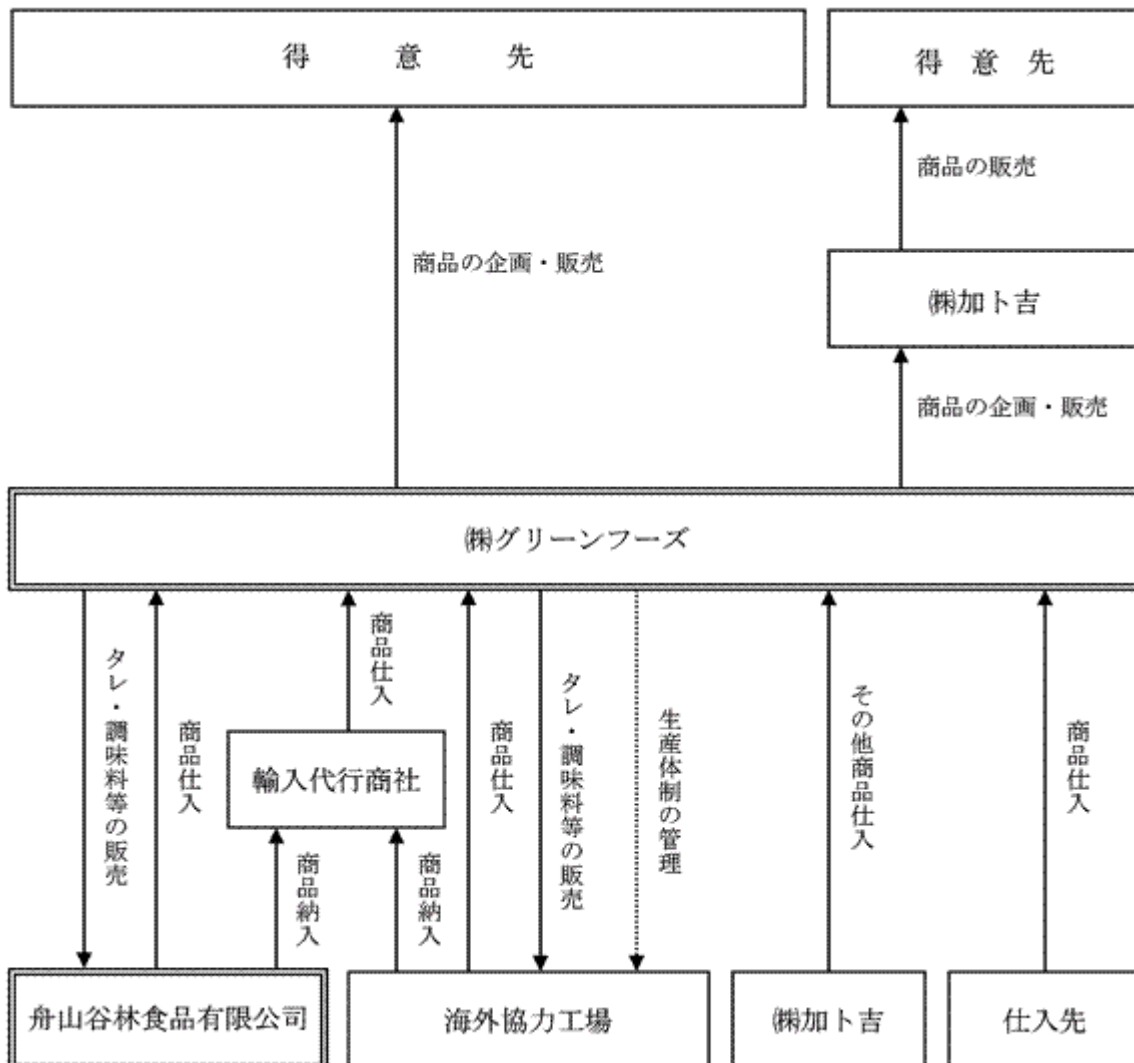 得意先
得意先
商品の販売
商品の企画・販売
㈱加ト吉
商品の企画・販売
㈱グリーンフーズ
タレ・調味料等の販売
商品仕入
商品仕入
商品仕入
タレ・調味料等の販売
生産体制の管理
その他商品仕入
商品仕入
輸入代行商社
商品納入
商品納入
舟山谷林食品有限公司
海外協力工場
㈱加ト吉
仕入先